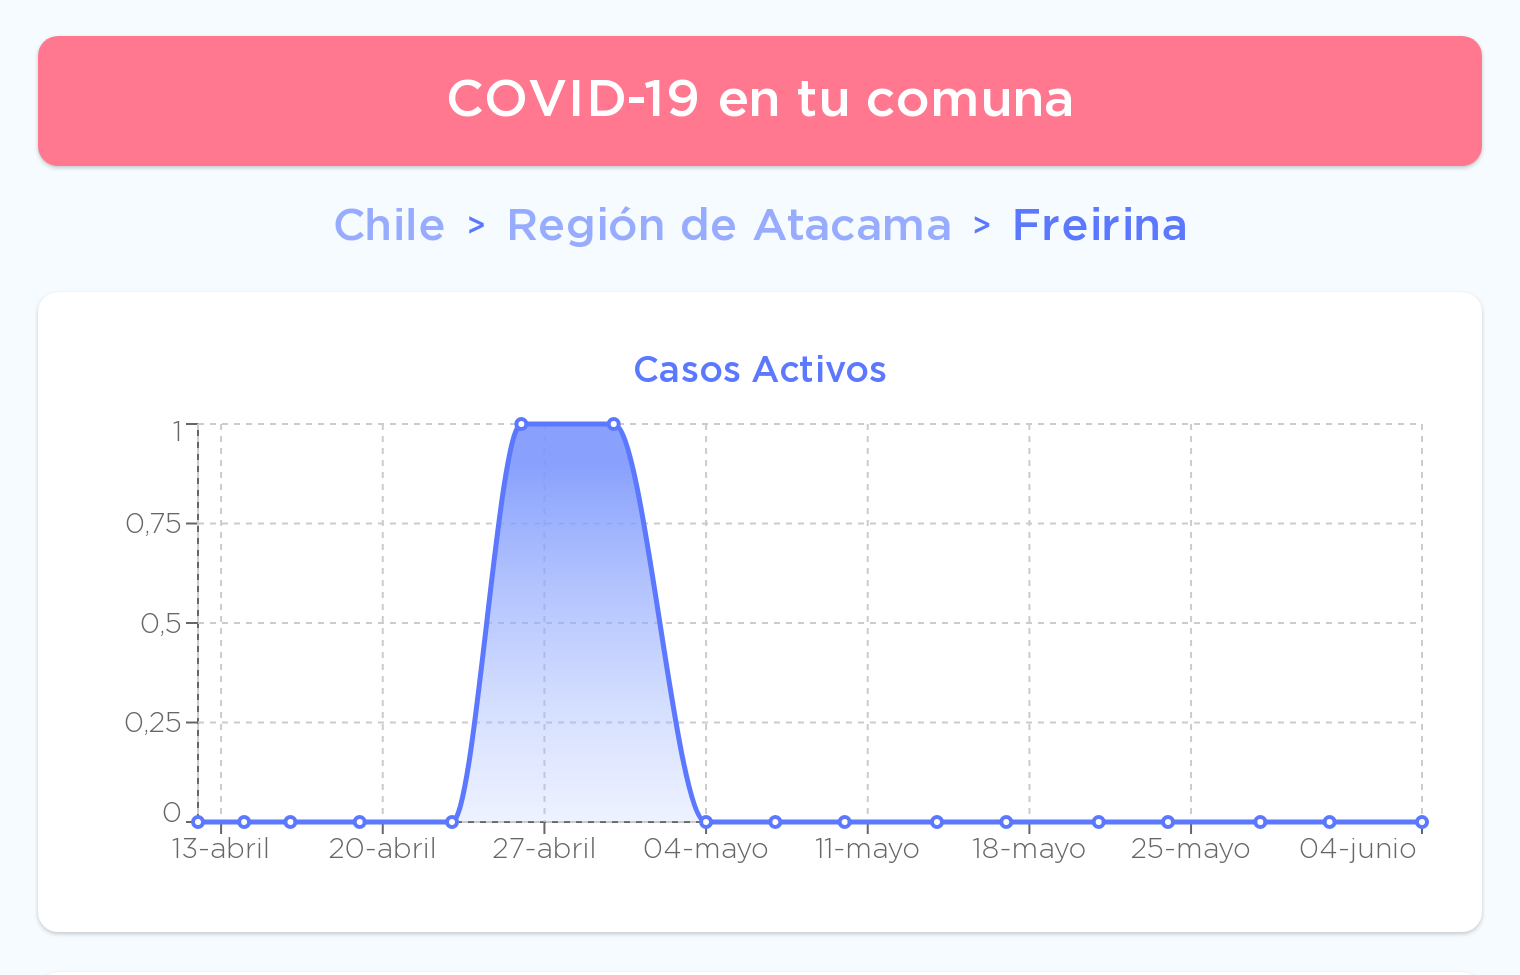 COVID-19 en tu comuna
Chile > Región de Atacama > Freirina
Casos Activos
1
0,75
0,5
0,25
0
13-abril 20-abril 27-abril 04-mayo 11-mayo 18-mayo 25-mayo 04-junio